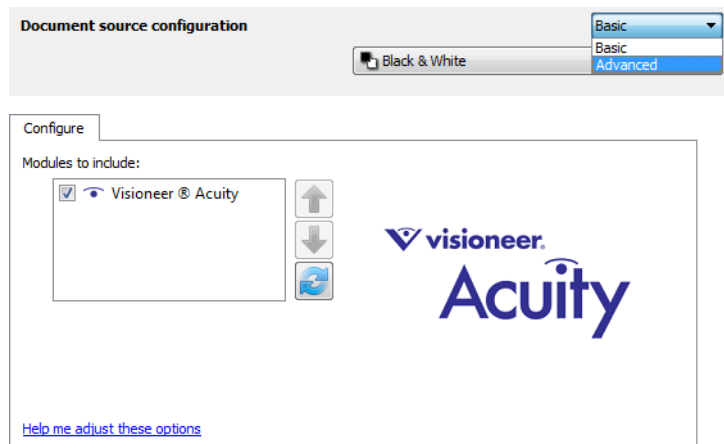 Document source configuration
Basic
Basic
Black & White
Advanced
Configure
Modules to include:
Visioneer ® Acuity
visioneer.
Acuity
Help me adjust these options